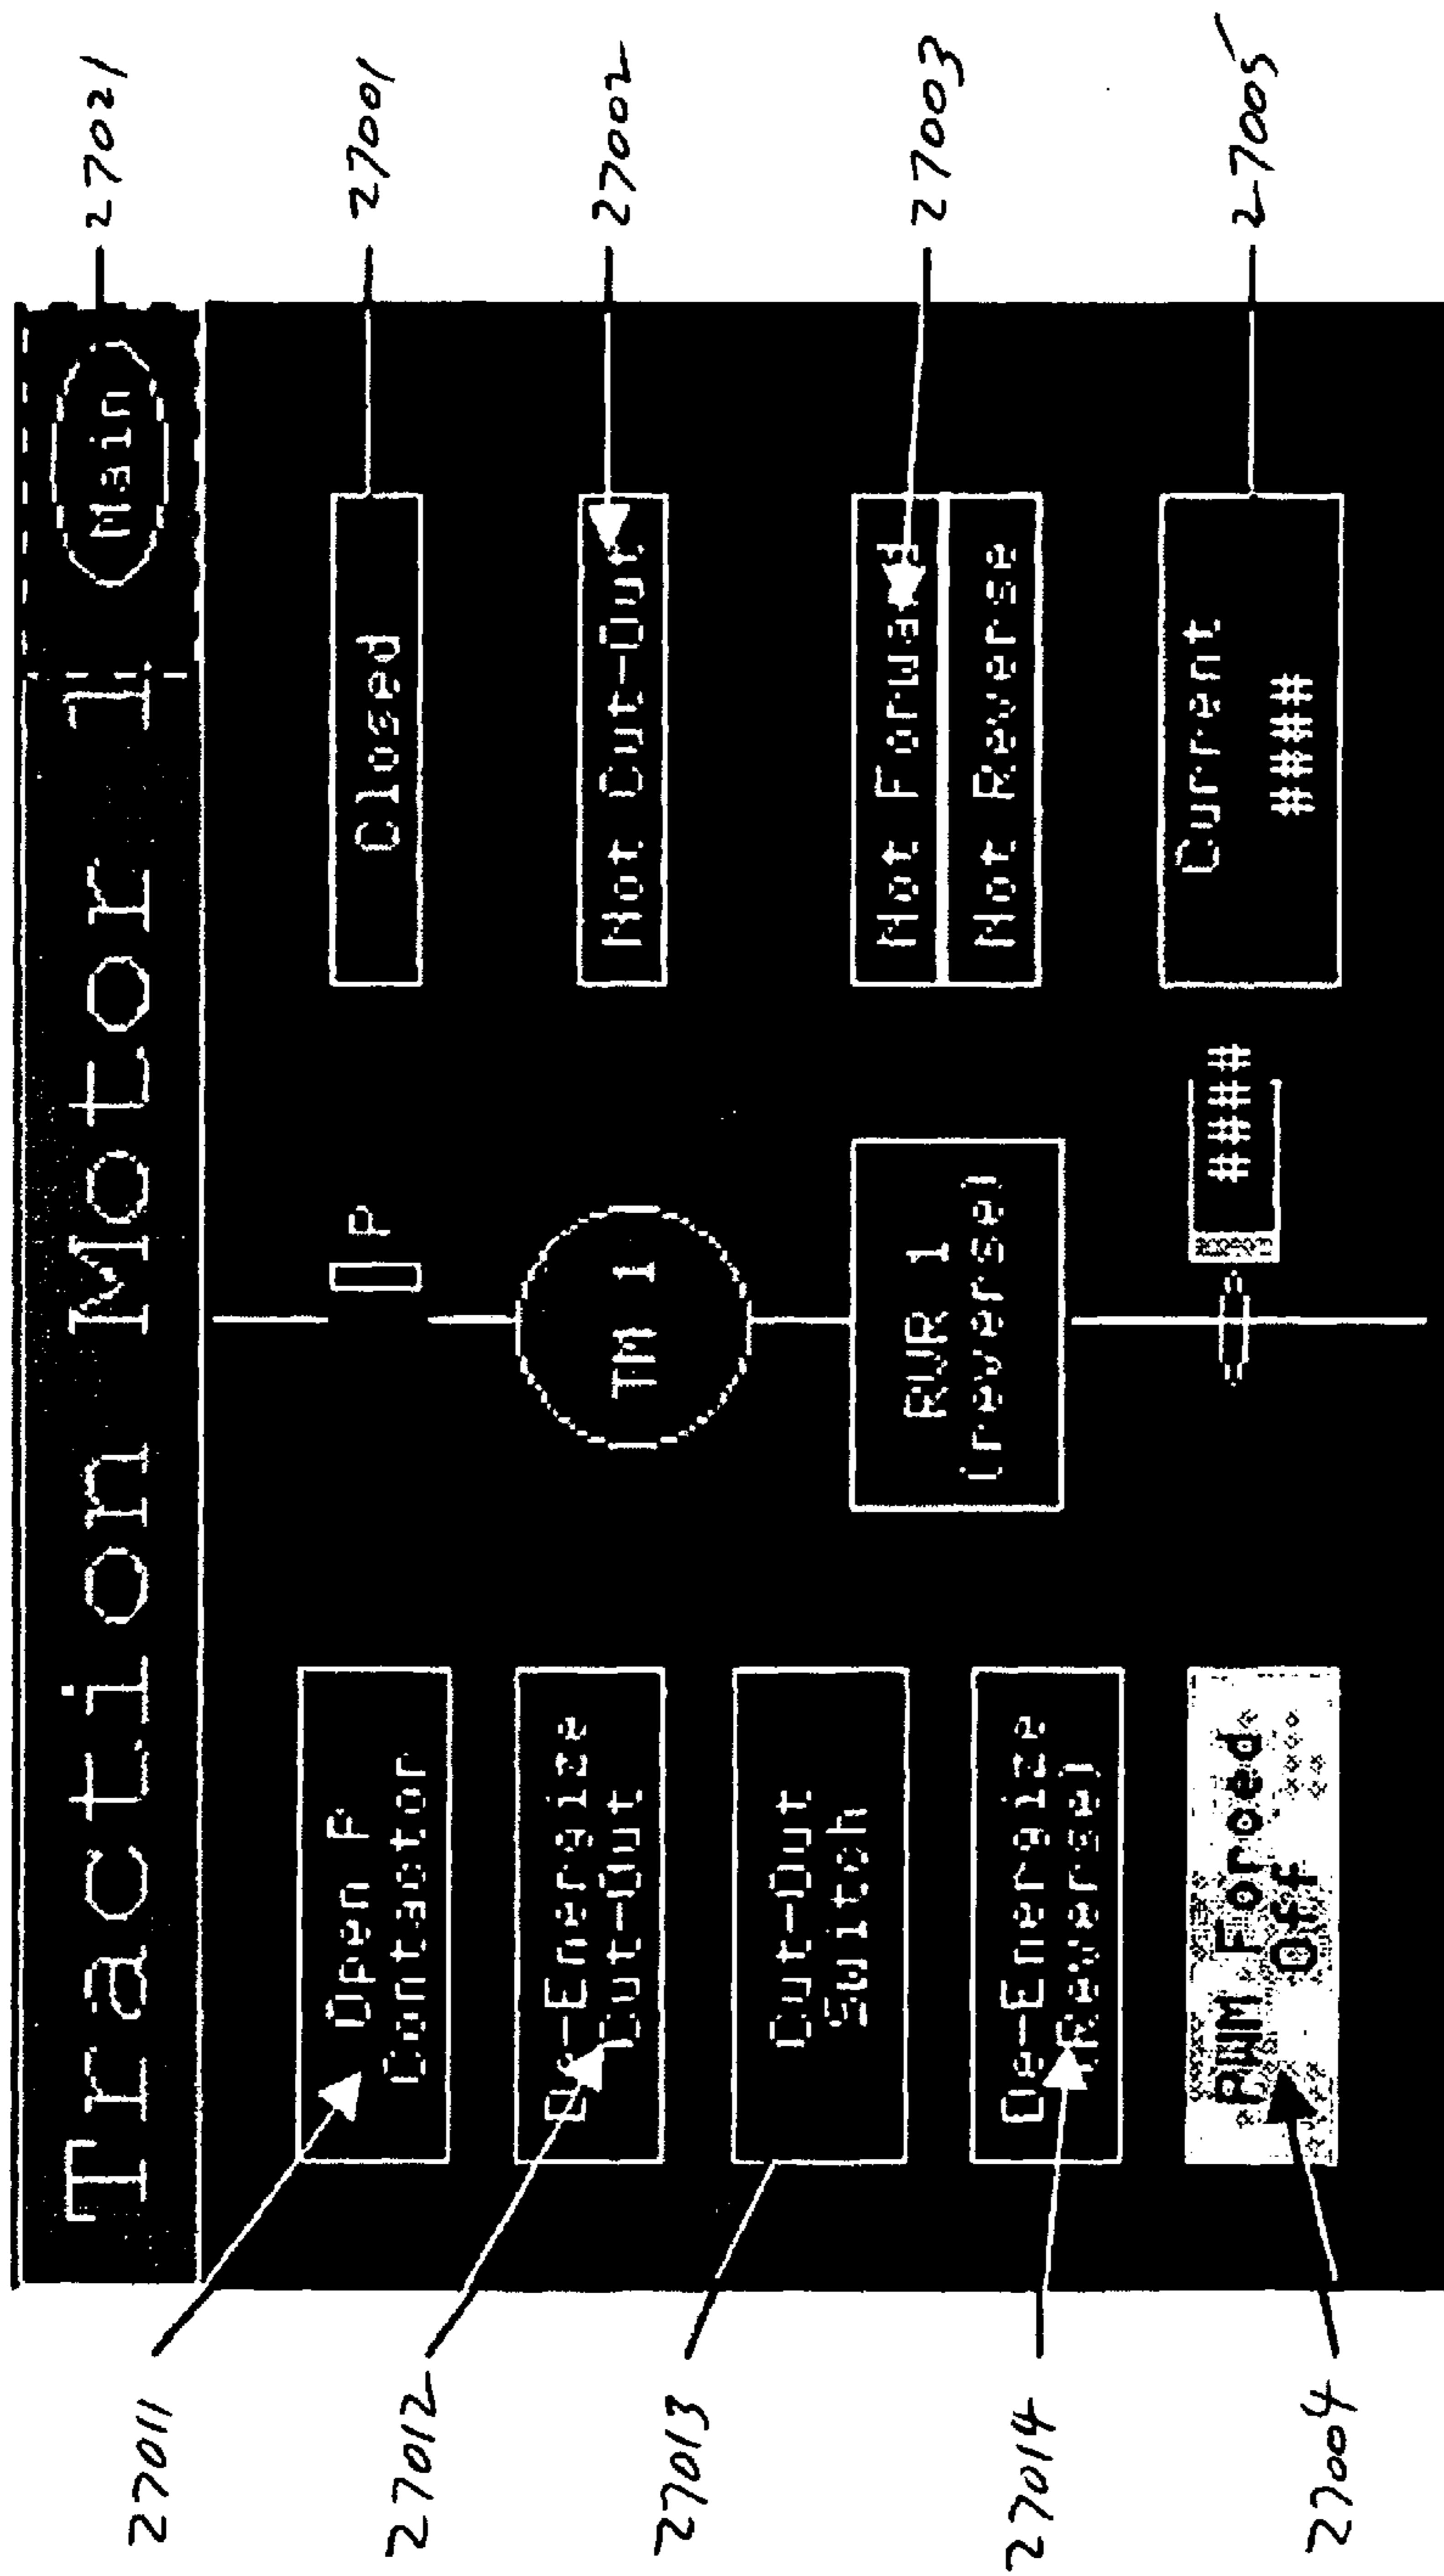 Traction Motor 1
Main
27021
27011
Open P
Contactor
P
Closed
27001
27012
De-Energize
Cut-Out
TM 1
Not Cut-Out
27002
27013
Cut-Out
Switch
27014
De-Energize
Reverser
RVR 1
(reverse)
Not Forward
Not Reverse
27003
27004
PWM Forced
Off
####
Current
####
27005